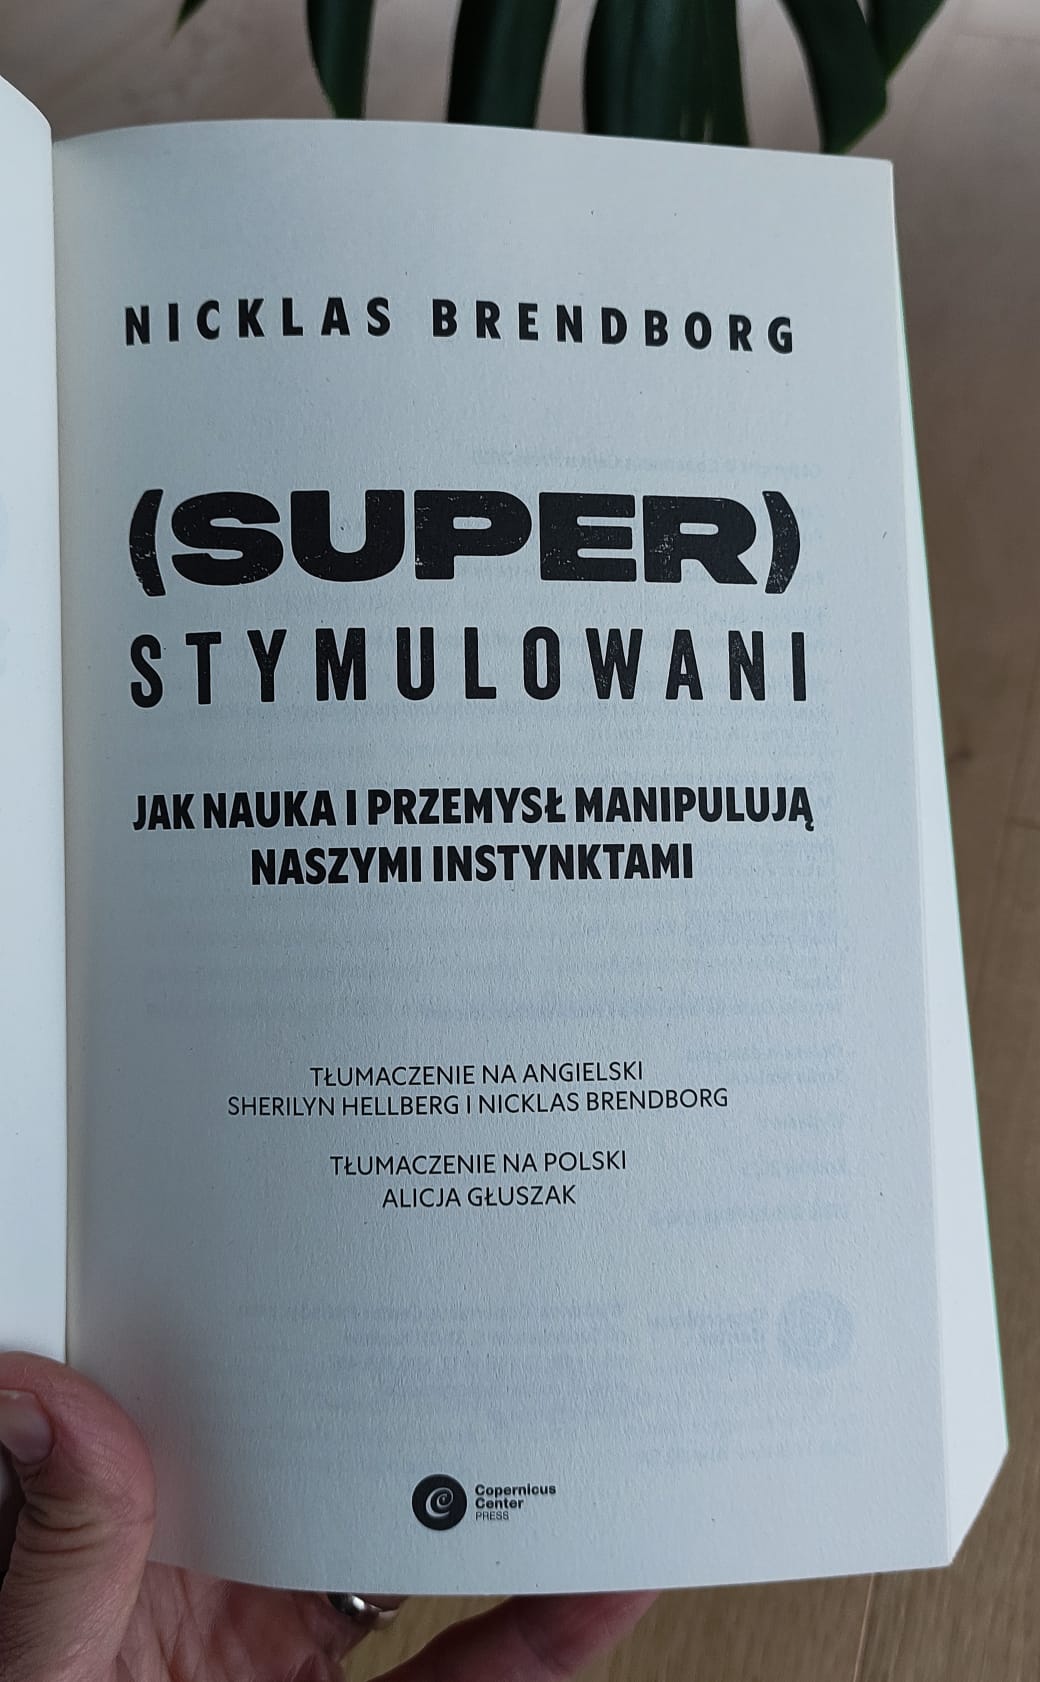 NICKLAS BRENDBORG
(SUPER)
STYMULOWANI
JAK NAUKA I PRZEMYSŁ MANIPULUJĄ
NASZYMI INSTYNKTAMI
TŁUMACZENIE NA ANGIELSKI
SHERILYN HELLBERG I NICKLAS BRENDBORG
TŁUMACZENIE NA POLSKI
ALICJA GŁUSZAK
Copernicus
Center
PRESS